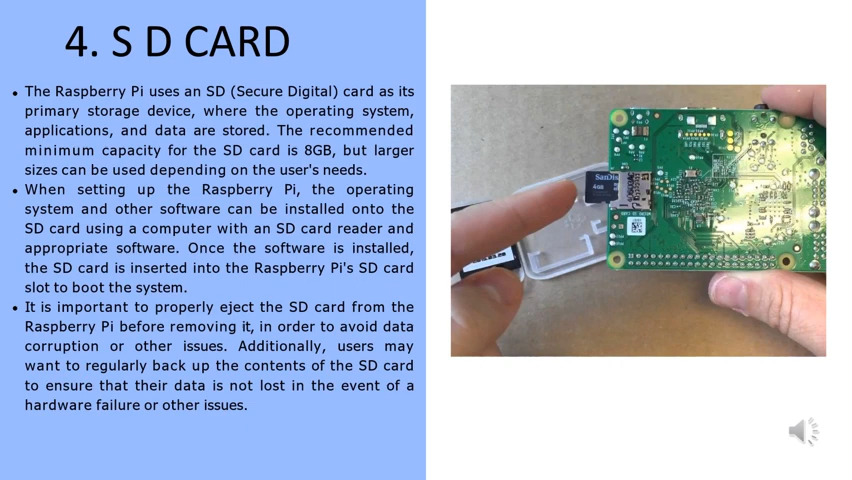 4. S D CARD
• The Raspberry Pi uses an SD (Secure Digital) card as its
primary storage device, where the operating system,
applications, and data are stored. The recommended
minimum capacity for the SD card is 8GB, but larger
sizes can be used depending on the user's needs.
• When setting up the Raspberry Pi, the operating
system and other software can be installed onto the
SD card using a computer with an SD card reader and
appropriate software. Once the software is installed,
the SD card is inserted into the Raspberry Pi's SD card
slot to boot the system.
• It is important to properly eject the SD card from the
Raspberry Pi before removing it, in order to avoid data
corruption or other issues. Additionally, users may
want to regularly back up the contents of the SD card
to ensure that their data is not lost in the event of a
hardware failure or other issues.
SanDis
4GB